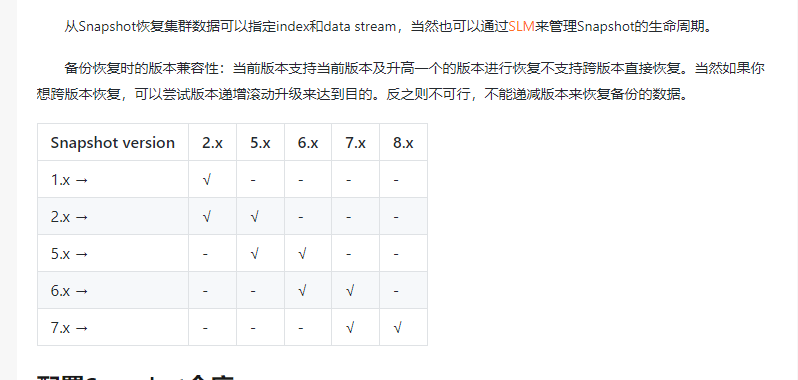 从Snapshot恢复集群数据可以指定index和data stream，当然也可以通过SLM来管理Snapshot的生命周期。
备份恢复时的版本兼容性：当前版本支持当前版本及升高一个的版本进行恢复不支持跨版本直接恢复。当然如果你
想跨版本恢复，可以尝试版本递增滚动升级来达到目的。反之则不可行，不能递减版本来恢复备份的数据。
Snapshot version 2.x 5.x 6.x 7.x 8.x
1.x → √ - - - -
2.x → √ √ - - -
5.x → - √ √ - -
6.x → - - √ √ -
7.x → - - - √ √